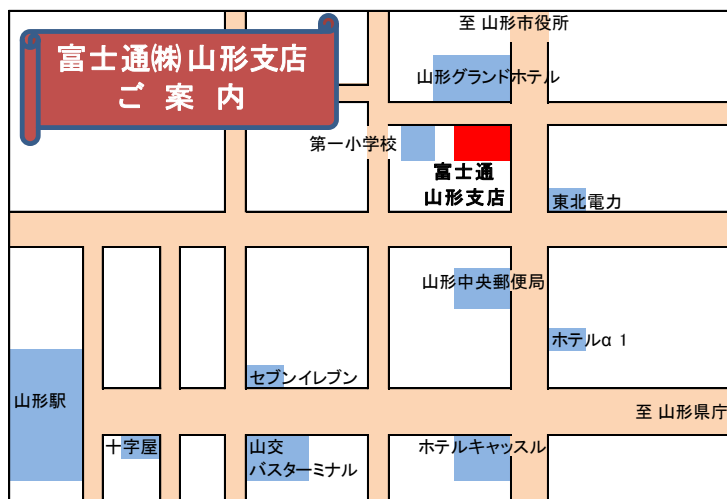 富士通㈱山形支店
ご 案 内
至 山形市役所
山形グランドホテル
第一小学校
富士通
山形支店
東北電力
山形中央郵便局
ホテルα 1
セブンイレブン
山形駅
至 山形県庁
十字屋
山交
バスターミナル
ホテルキャッスル